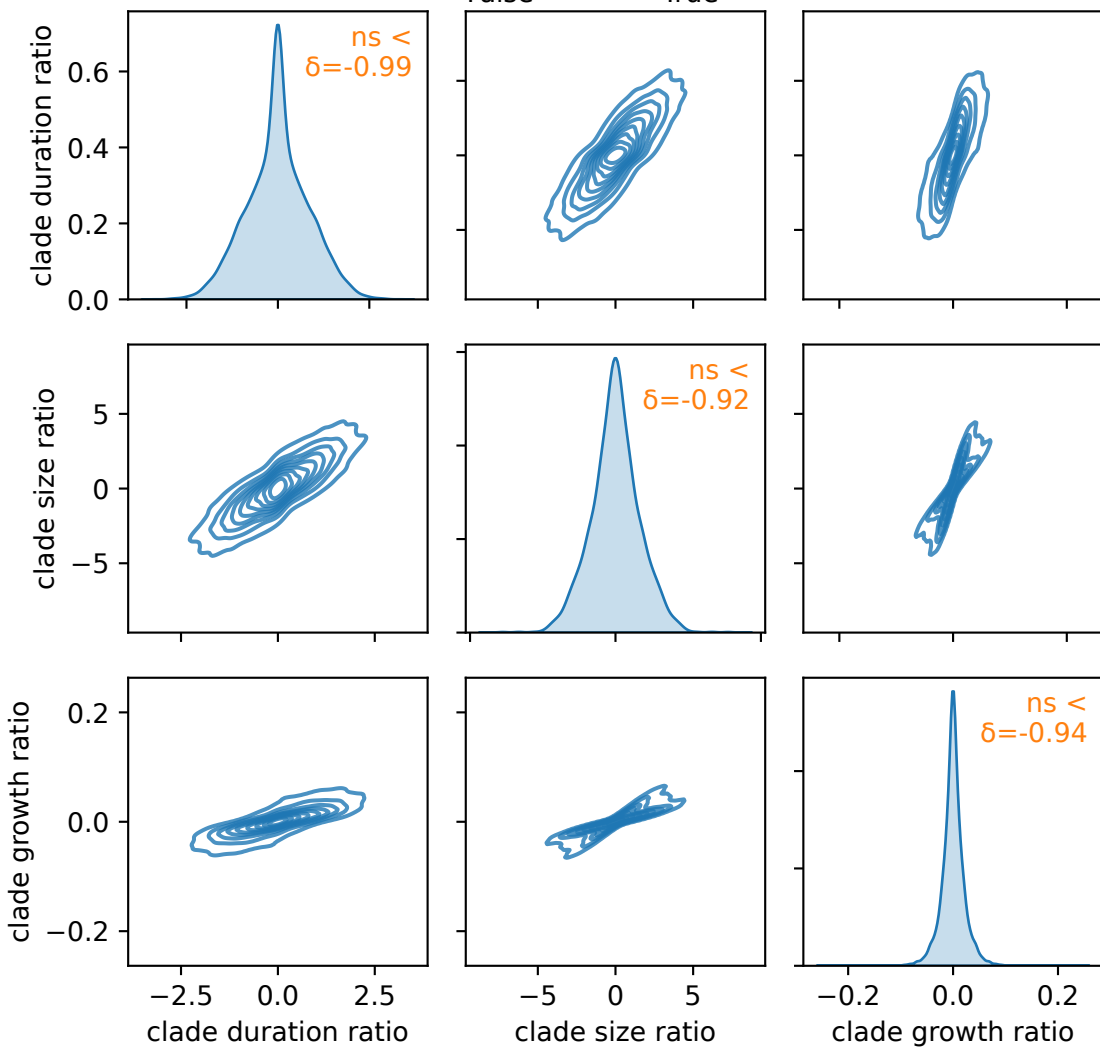 clade duration ratio
0.6
0.4
0.2
0.0
ns <
δ=-0.99
clade size ratio
5
0
−5
ns <
δ=-0.92
clade growth ratio
0.2
0.0
−0.2
ns <
δ=-0.94
−2.5 0.0 2.5
−5 0 5
−0.2 0.0 0.2
clade duration ratio
clade size ratio
clade growth ratio